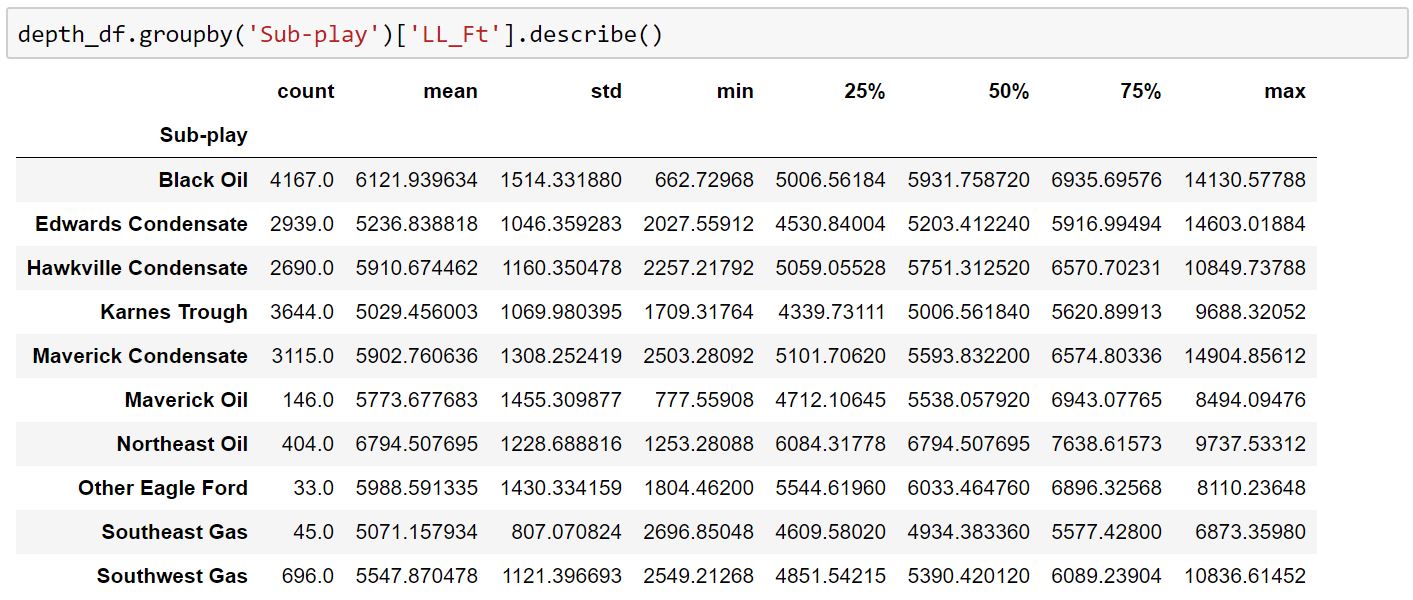 depth_df.groupby('Sub-play')['LL_Ft'].describe()
count mean std min 25% 50% 75% max
Sub-play
Black Oil 4167.0 6121.939634 1514.331880 662.72968 5006.56184 5931.758720 6935.69576 14130.57788
Edwards Condensate 2939.0 5236.838818 1046.359283 2027.55912 4530.84004 5203.412240 5916.99494 14603.01884
Hawkville Condensate 2690.0 5910.674462 1160.350478 2257.21792 5059.05528 5751.312520 6570.70231 10849.73788
Karnes Trough 3644.0 5029.456003 1069.980395 1709.31764 4339.73111 5006.561840 5620.89913 9688.32052
Maverick Condensate 3115.0 5902.760636 1308.252419 2503.28092 5101.70620 5593.832200 6574.80336 14904.85612
Maverick Oil 146.0 5773.677683 1455.309877 777.55908 4712.10645 5538.057920 6943.07765 8494.09476
Northeast Oil 404.0 6794.507695 1228.688816 1253.28088 6084.31778 6794.507695 7638.61573 9737.53312
Other Eagle Ford 33.0 5988.591335 1430.334159 1804.46200 5544.61960 6033.464760 6896.32568 8110.23648
Southeast Gas 45.0 5071.157934 807.070824 2696.85048 4609.58020 4934.383360 5577.42800 6873.35980
Southwest Gas 696.0 5547.870478 1121.396693 2549.21268 4851.54215 5390.420120 6089.23904 10836.61452